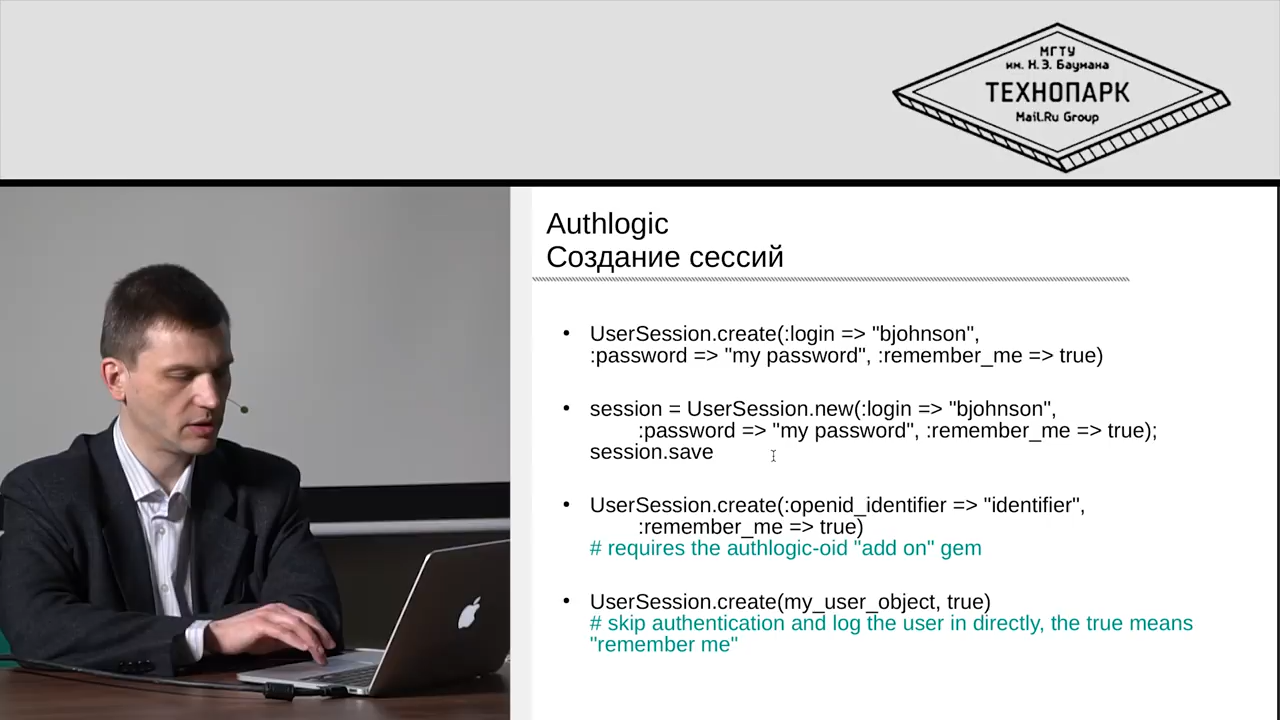 МГТУ
им. Н.Э. Баумана
ТЕХНОПАРК
Mail.Ru Group
Authlogic
Создание сессий
• UserSession.create(:login => "bjohnson",
:password => "my password", :remember_me => true)
• session = UserSession.new(:login => "bjohnson",
:password => "my password", :remember_me => true);
session.save
• UserSession.create(:openid_identifier => "identifier",
:remember_me => true)
# requires the authlogic-oid "add on" gem
• UserSession.create(my_user_object, true)
# skip authentication and log the user in directly, the true means
"remember me"